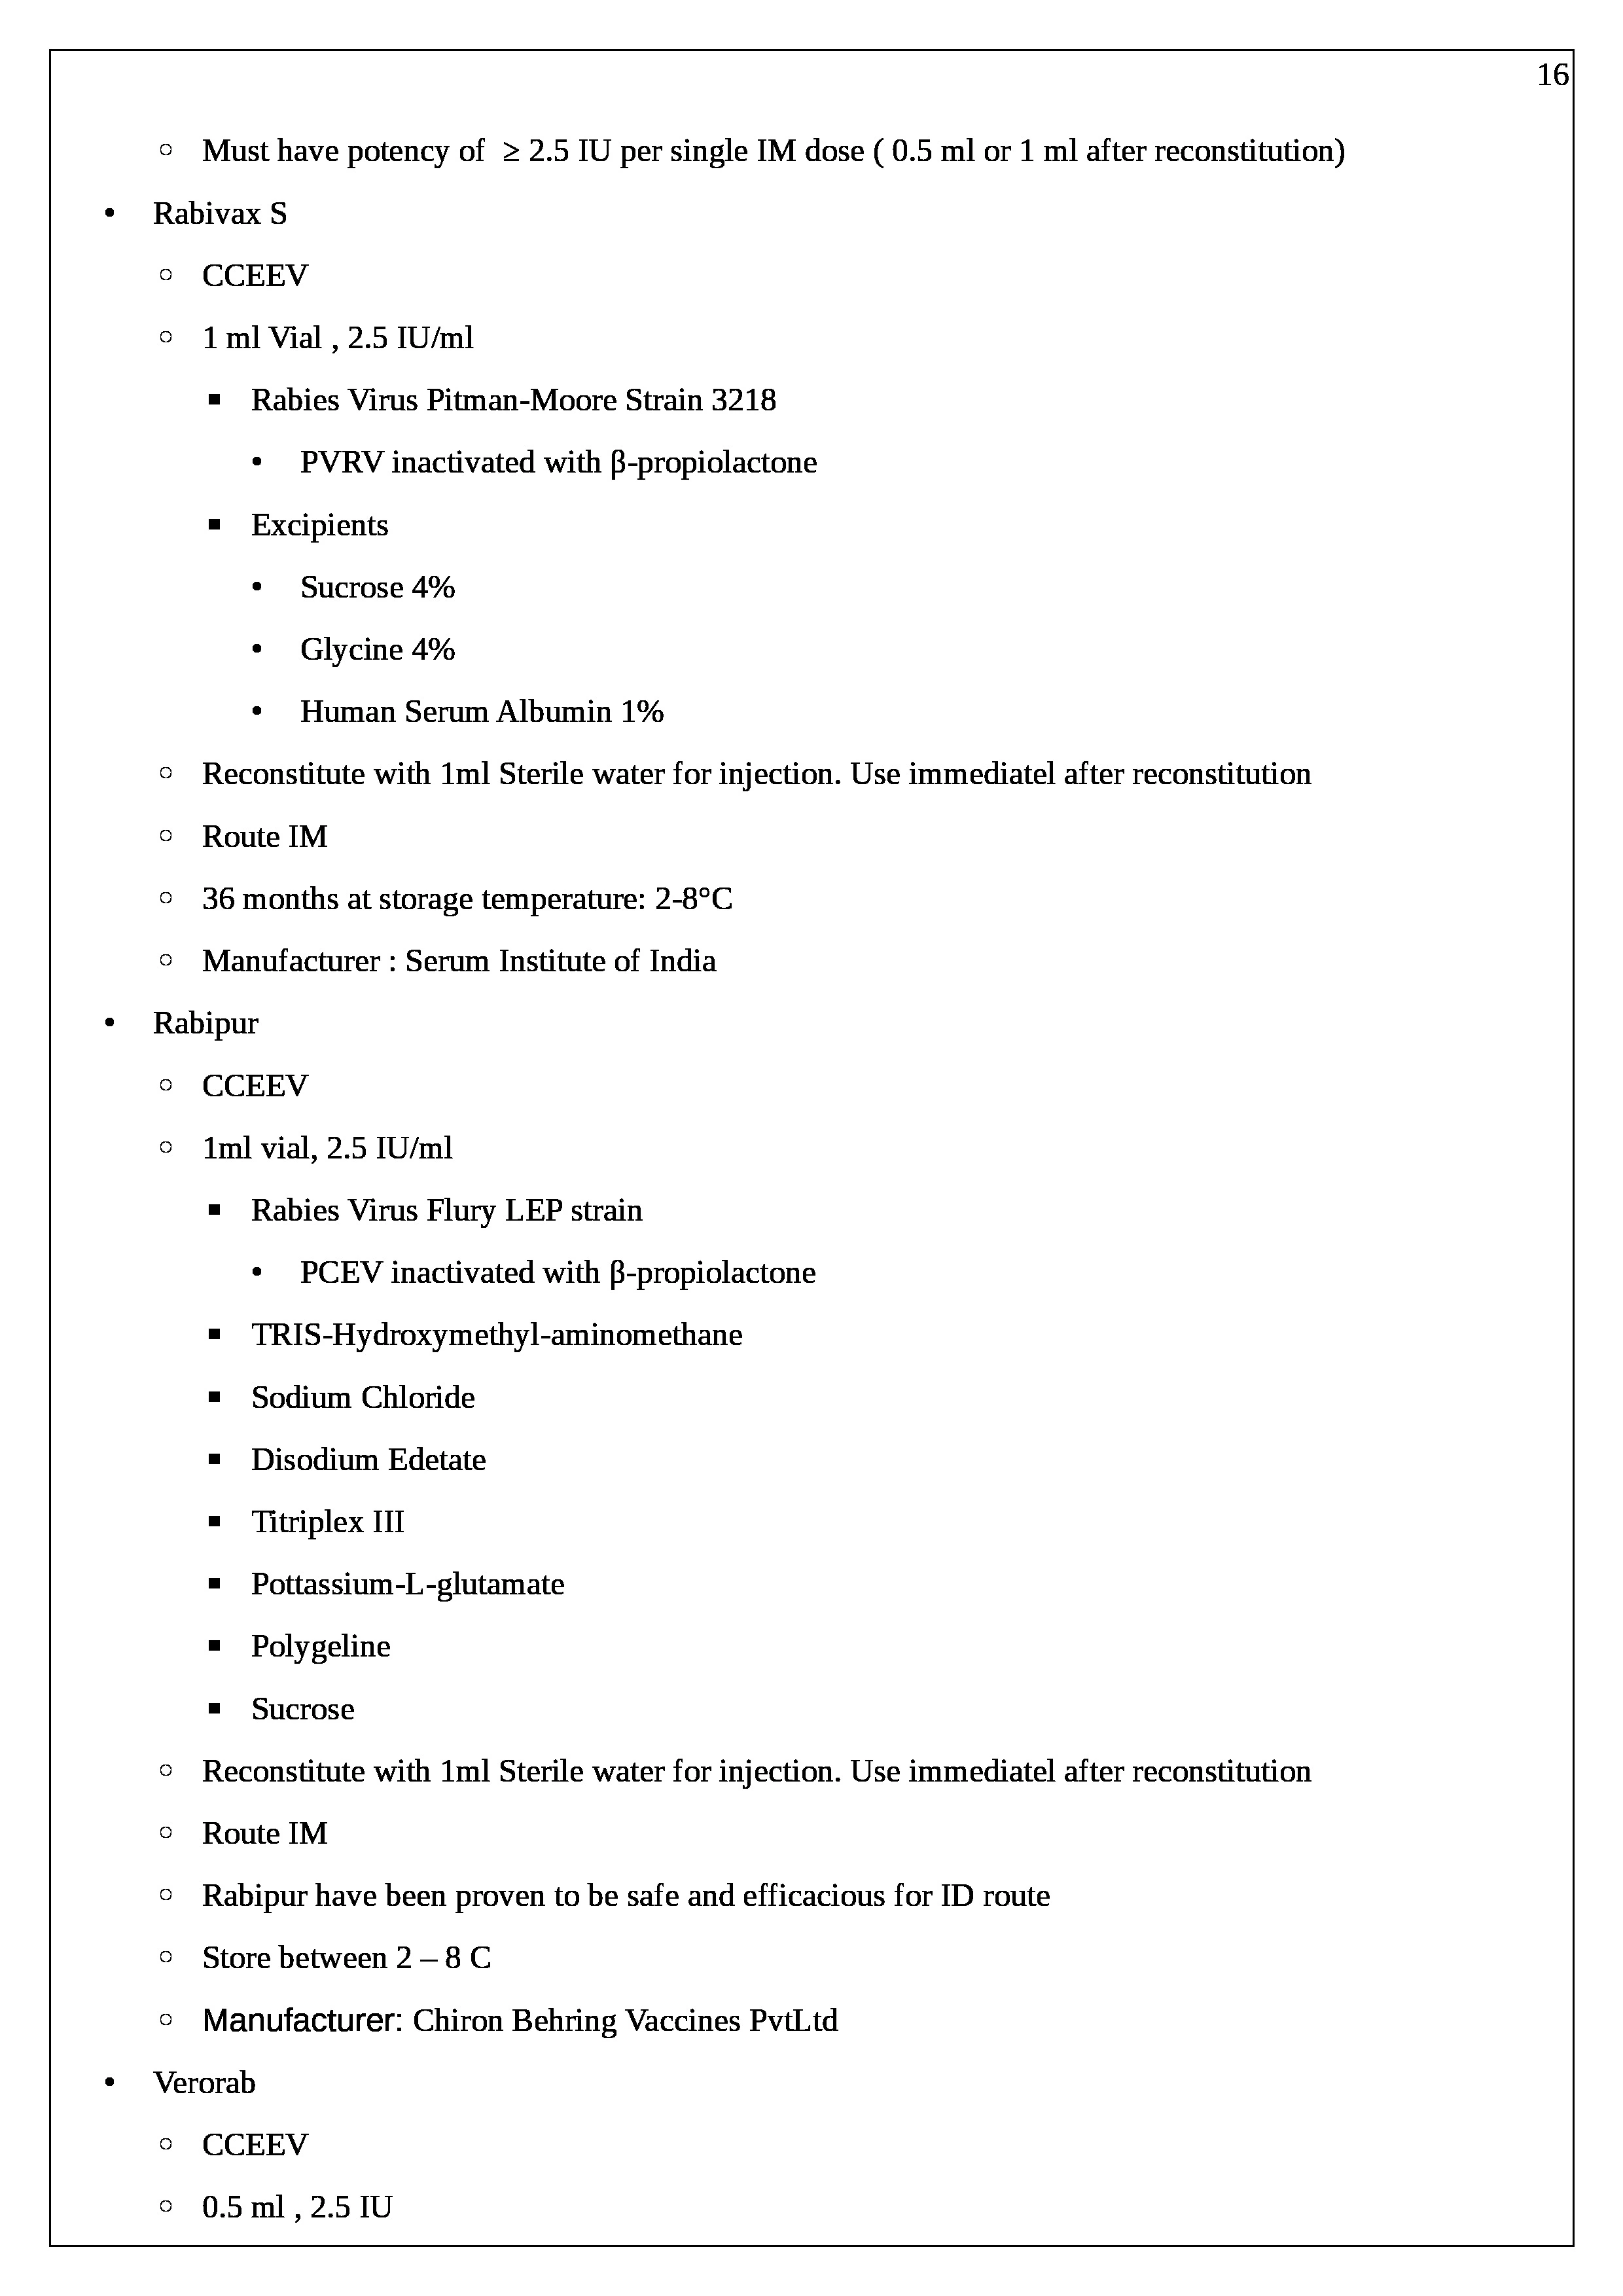 16
○ Must have potency of ≥ 2.5 IU per single IM dose ( 0.5 ml or 1 ml after reconstitution)
• Rabivax S
○ CCEEV
○ 1 ml Vial , 2.5 IU/ml
▪ Rabies Virus Pitman-Moore Strain 3218
• PVRV inactivated with β-propiolactone
▪ Excipients
• Sucrose 4%
• Glycine 4%
• Human Serum Albumin 1%
○ Reconstitute with 1ml Sterile water for injection. Use immediatel after reconstitution
○ Route IM
○ 36 months at storage temperature: 2-8°C
○ Manufacturer : Serum Institute of India
• Rabipur
○ CCEEV
○ 1ml vial, 2.5 IU/ml
▪ Rabies Virus Flury LEP strain
• PCEV inactivated with β-propiolactone
▪ TRIS-Hydroxymethyl-aminomethane
▪ Sodium Chloride
▪ Disodium Edetate
▪ Titriplex III
▪ Pottassium-L-glutamate
▪ Polygeline
▪ Sucrose
○ Reconstitute with 1ml Sterile water for injection. Use immediatel after reconstitution
○ Route IM
○ Rabipur have been proven to be safe and efficacious for ID route
○ Store between 2 – 8 C
○ Manufacturer: Chiron Behring Vaccines PvtLtd
• Verorab
○ CCEEV
○ 0.5 ml , 2.5 IU